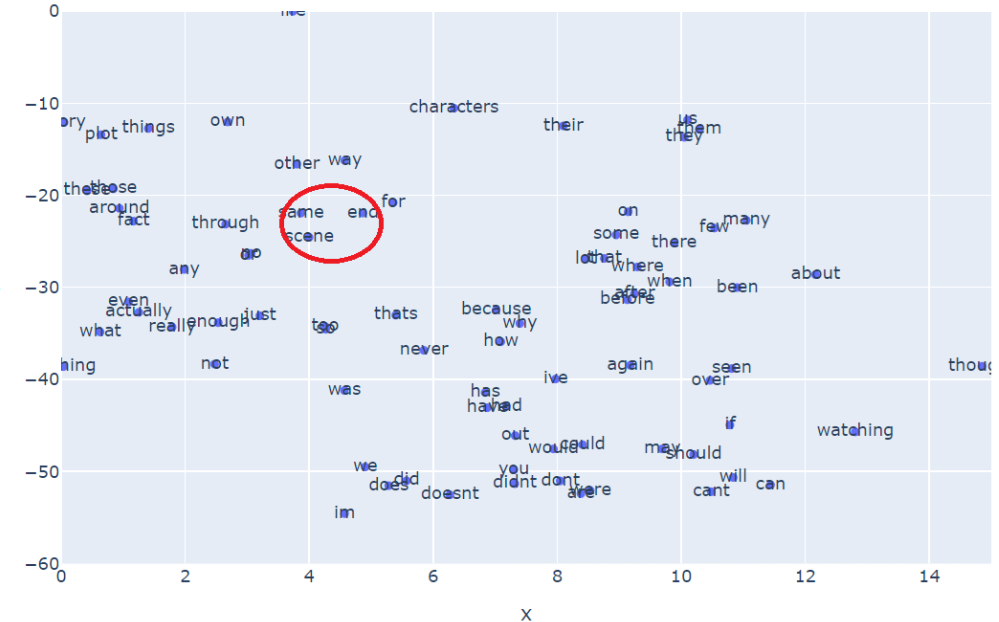 0
characters
−10
ory plot things own their us them they
other way
−20
these those around fact through same end scene for on some few many there
or no any lot that where when after before been about
−30
even actually what really enough just too so thats because why how
never not hing was ive again seen over thoug
−40
has have had out would could if may should watching
−50
we does did doesnt you didnt dont are were cant will can
im
−60
0 2 4 6 8 10 12 14
X